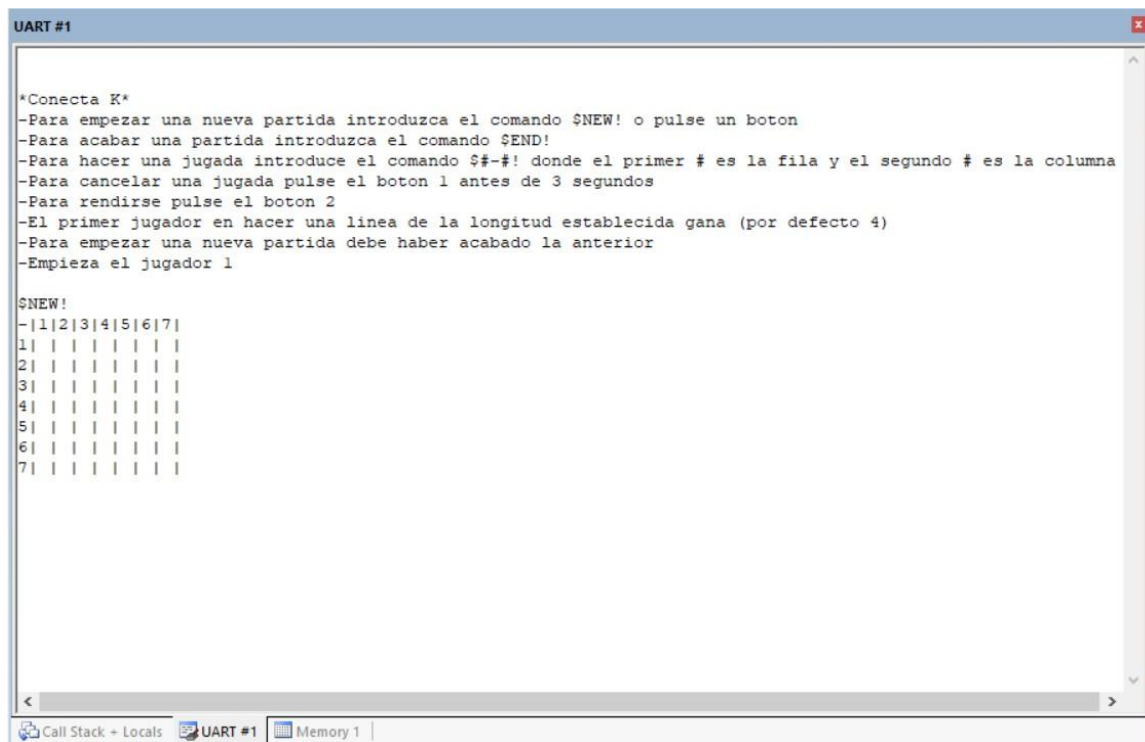 UART #1
*Conecta K*
-Para empezar una nueva partida introduzca el comando $NEW! o pulse un boton
-Para acabar una partida introduzca el comando $END!
-Para hacer una jugada introduce el comando $#-#! donde el primer # es la fila y el segundo # es la columna
-Para cancelar una jugada pulse el boton 1 antes de 3 segundos
-Para rendirse pulse el boton 2
-El primer jugador en hacer una linea de la longitud establecida gana (por defecto 4)
-Para empezar una nueva partida debe haber acabado la anterior
-Empieza el jugador 1
$NEW!
-|1|2|3|4|5|6|7|
1| | | | | | | |
2| | | | | | | |
3| | | | | | | |
4| | | | | | | |
5| | | | | | | |
6| | | | | | | |
7| | | | | | | |
Call Stack + Locals UART #1 Memory 1